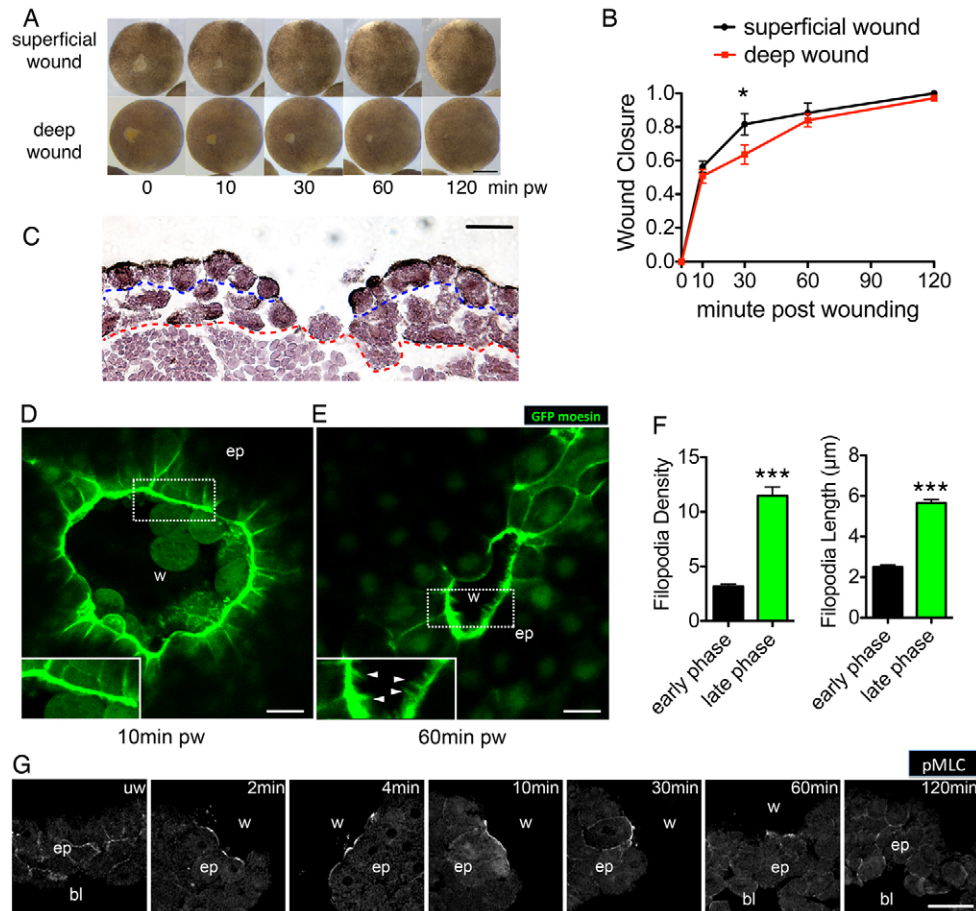 A
superficial
wound
deep
wound
0 10 30 60 120 min pw
B
superficial wound
deep wound
*
Wound Closure
1.0
0.8
0.6
0.4
0.2
0.0
0 10 30 60 90 120
minute post wounding
C
D
ep
w
10min pw
E
GFP moesin
w
ep
60min pw
F
Filopodia Density
15
12
9
6
3
0
***
early phase
late phase
Filopodia Length (μm)
8
6
4
2
0
***
early phase
late phase
G
pMLC
uw
ep
bl
2min
w
ep
4min
w
ep
10min
w
ep
30min
w
ep
60min
w
ep
bl
120min
ep
bl